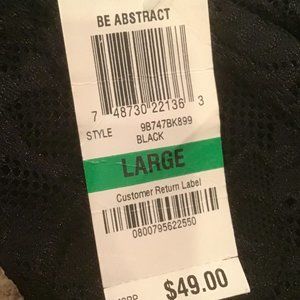 BE ABSTRACT
7 48730 22136 3
STYLE 9B747BK899
BLACK
LARGE
Customer Return Label
0800795622550
$49.00